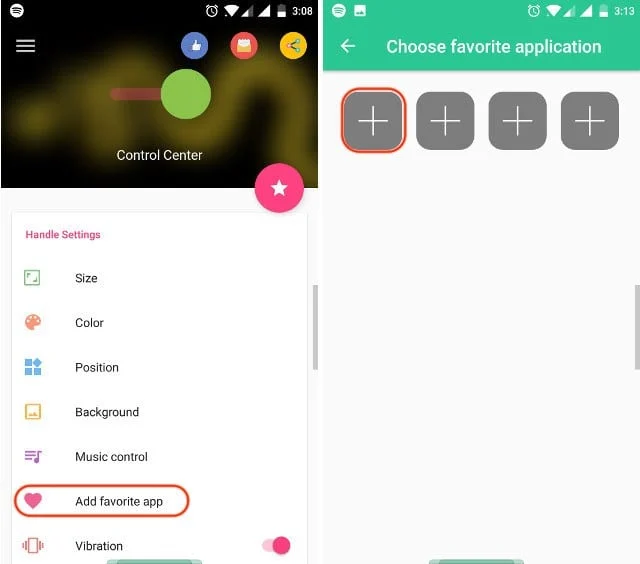 3:08
Control Center
Handle Settings
Size
Color
Position
Background
Music control
Add favorite app
Vibration
3:13
Choose favorite application